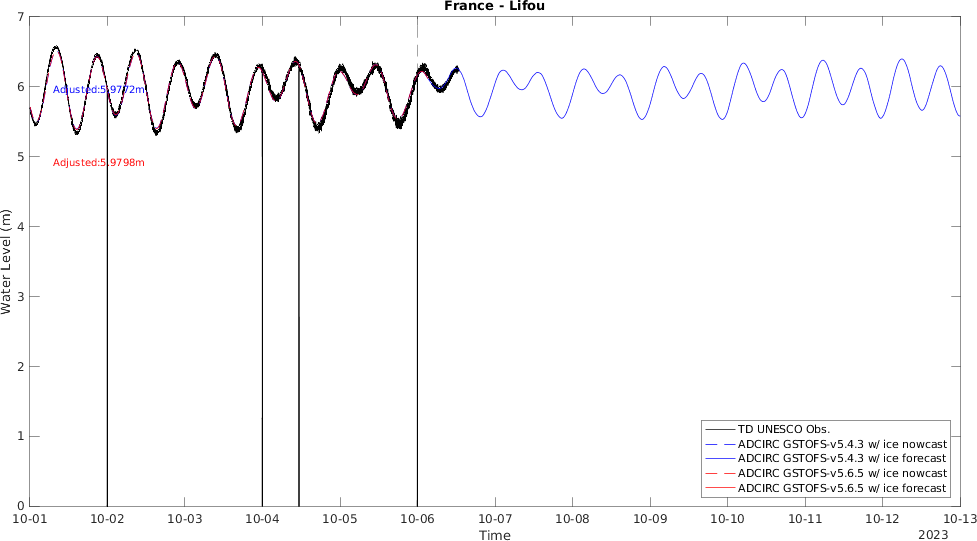 France - Lifou
7
6
5
4
3
2
1
0
Water Level (m)
Adjusted:5.9772m
Adjusted:5.9798m
TD UNESCO Obs.
ADCIRC GSTOFS-v5.4.3 w/ ice nowcast
ADCIRC GSTOFS-v5.4.3 w/ ice forecast
ADCIRC GSTOFS-v5.6.5 w/ ice nowcast
ADCIRC GSTOFS-v5.6.5 w/ ice forecast
10-01 10-02 10-03 10-04 10-05 10-06 10-07 10-08 10-09 10-10 10-11 10-12 10-13
Time
2023